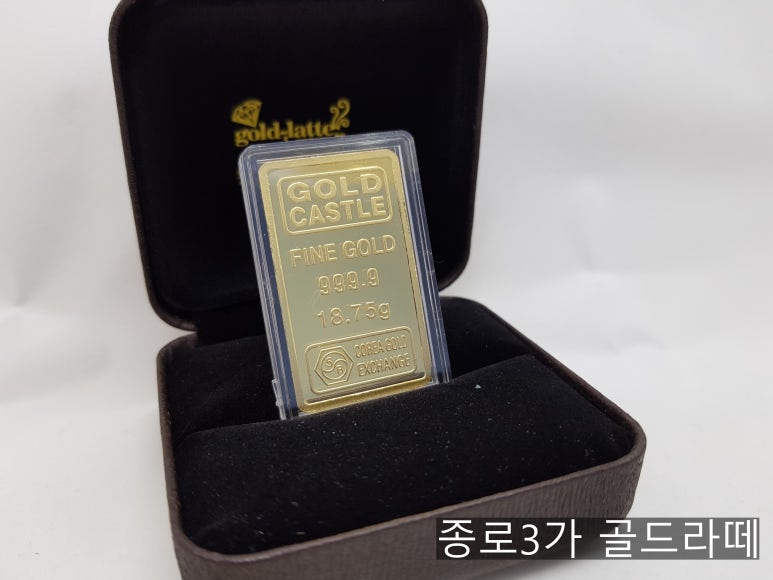 gold-latte
GOLD
CASTLE
FINE GOLD
999.9
18.75g
COREA GOLD
EXCHANGE
종로3가 골드라떼